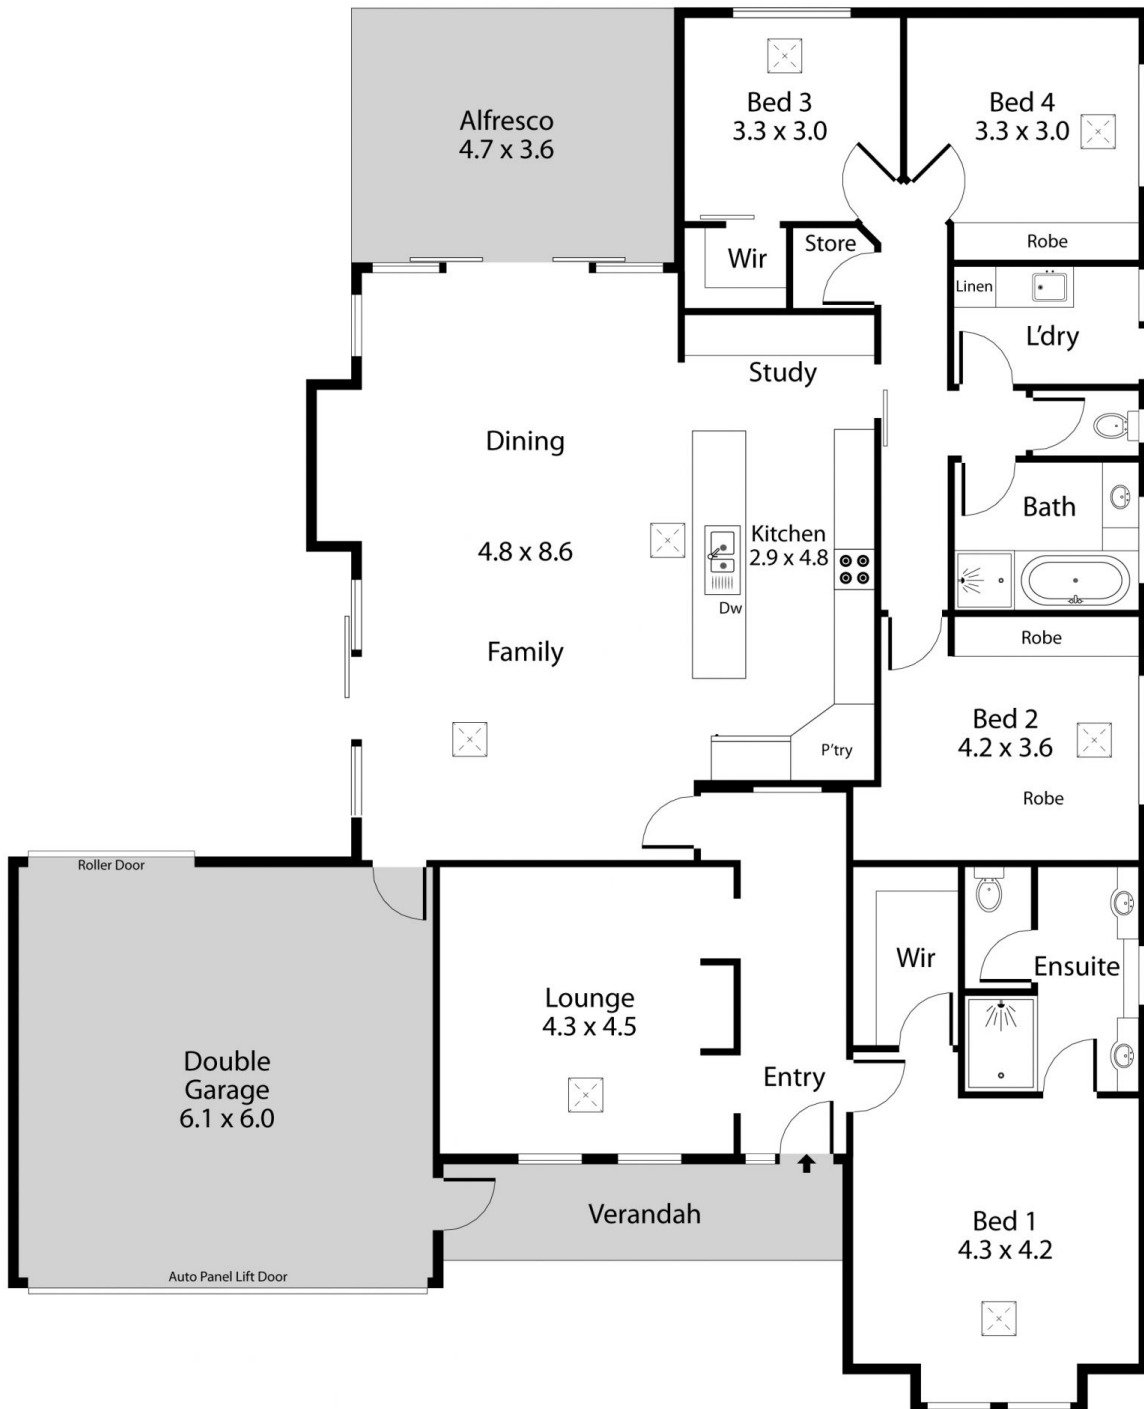 Alfresco
4.7 x 3.6
Bed 3
3.3 x 3.0
Bed 4
3.3 x 3.0
Wir
Store
Robe
Linen
L'dry
Study
Dining
4.8 x 8.6
Kitchen
2.9 x 4.8
Dw
Bath
Family
Robe
Bed 2
4.2 x 3.6
P'try
Robe
Roller Door
Wir
Ensuite
Lounge
4.3 x 4.5
Double
Garage
6.1 x 6.0
Entry
Verandah
Bed 1
4.3 x 4.2
Auto Panel Lift Door